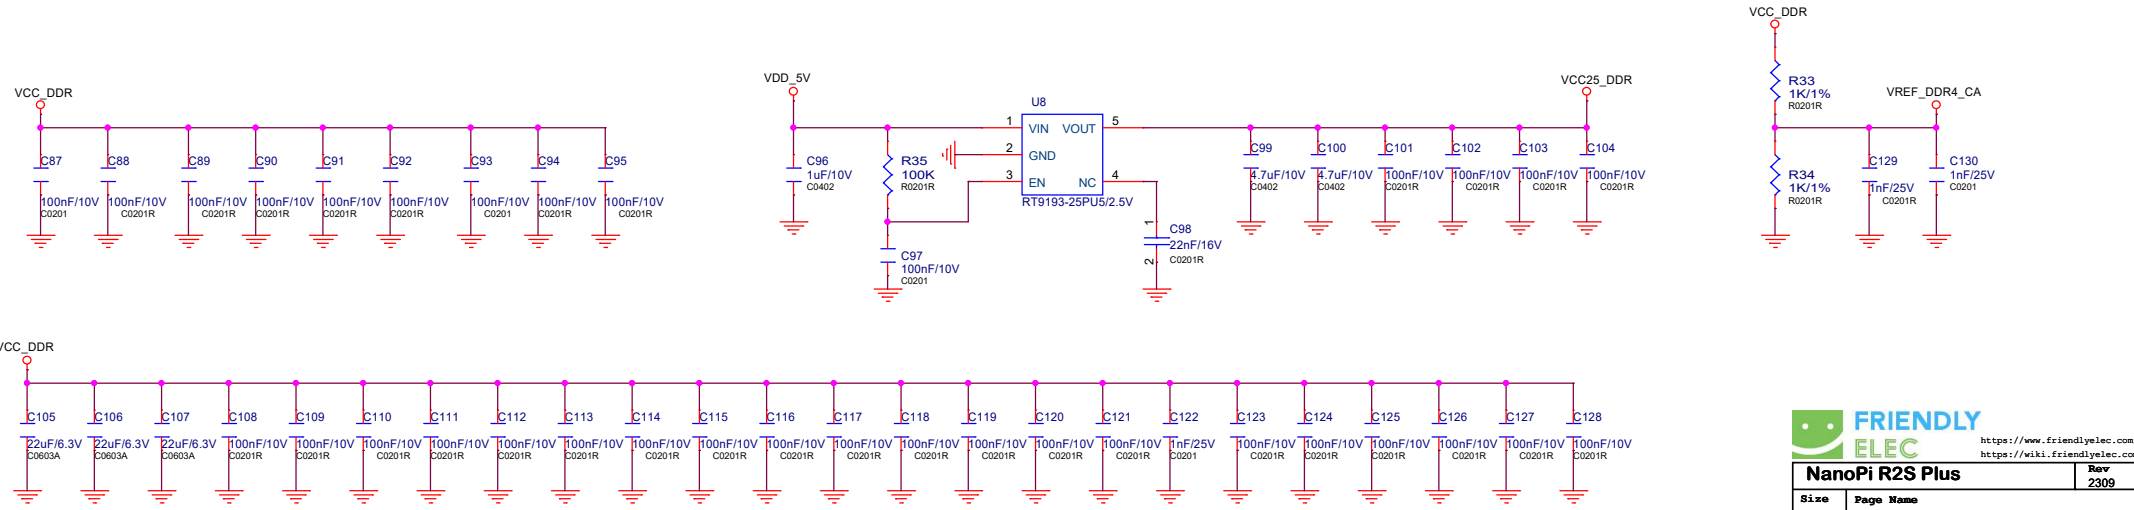 VCC_DDR
C87
100nF/10V
C0201
C88
100nF/10V
C0201R
C89
100nF/10V
C0201R
C90
100nF/10V
C0201R
C91
100nF/10V
C0201R
C92
100nF/10V
C0201R
C93
100nF/10V
C0201
C94
100nF/10V
C0201R
C95
100nF/10V
C0201R
VDD_5V
C96
1uF/10V
C0402
R35
100K
R0201R
C97
100nF/10V
C0201
U8
1 VIN VOUT 5
2 GND
3 EN NC 4
RT9193-25PU5/2.5V
1
C98
22nF/16V
2
C0201R
VCC25_DDR
C99
4.7uF/10V
C0402
C100
4.7uF/10V
C0402
C101
100nF/10V
C0201R
C102
100nF/10V
C0201R
C103
100nF/10V
C0201R
C104
100nF/10V
C0201R
VCC_DDR
R33
1K/1%
R0201R
VREF_DDR4_CA
R34
1K/1%
R0201R
C129
1nF/25V
C0201R
C130
1nF/25V
C0201
VCC_DDR
C105
22uF/6.3V
C0603A
C106
22uF/6.3V
C0603A
C107
22uF/6.3V
C0603A
C108
100nF/10V
C0201R
C109
100nF/10V
C0201R
C110
100nF/10V
C0201R
C111
100nF/10V
C0201R
C112
100nF/10V
C0201R
C113
100nF/10V
C0201R
C114
100nF/10V
C0201R
C115
100nF/10V
C0201R
C116
100nF/10V
C0201R
C117
100nF/10V
C0201R
C118
100nF/10V
C0201R
C119
100nF/10V
C0201R
C120
100nF/10V
C0201R
C121
100nF/10V
C0201R
C122
1nF/25V
C0201
C123
100nF/10V
C0201R
C124
100nF/10V
C0201R
C125
100nF/10V
C0201R
C126
100nF/10V
C0201R
C127
100nF/10V
C0201R
C128
100nF/10V
C0201R
FRIENDLY
ELEC
https://www.friendlyelec.com
https://wiki.friendlyelec.com
NanoPi R2S Plus
Rev
2309
Size
Page Name